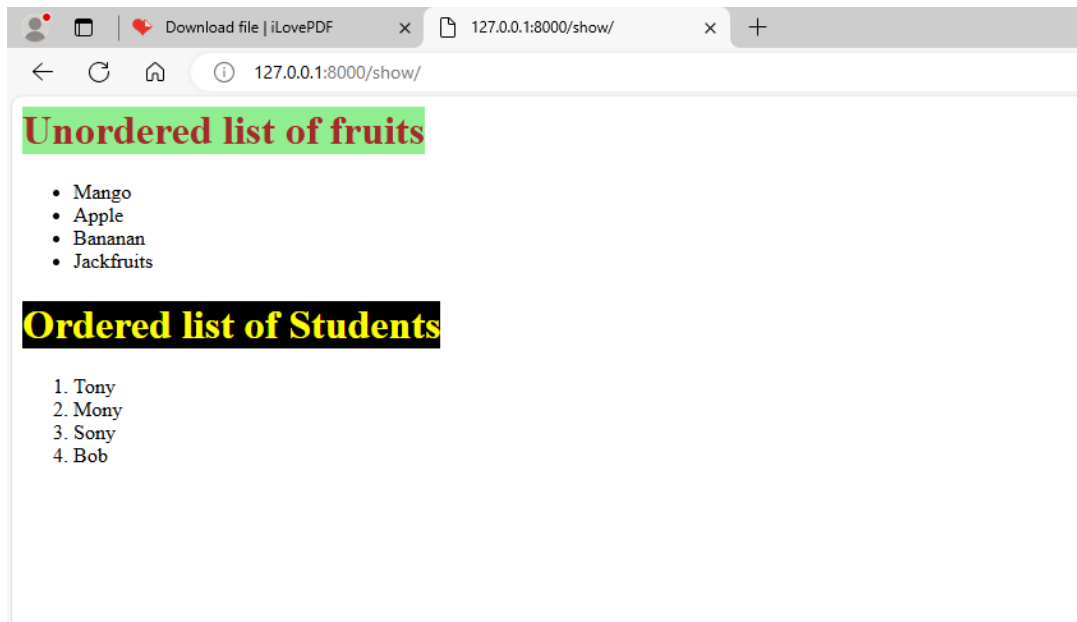 Download file | iLovePDF
127.0.0.1:8000/show/
127.0.0.1:8000/show/
Unordered list of fruits
• Mango
• Apple
• Bananan
• Jackfruits
Ordered list of Students
1. Tony
2. Mony
3. Sony
4. Bob